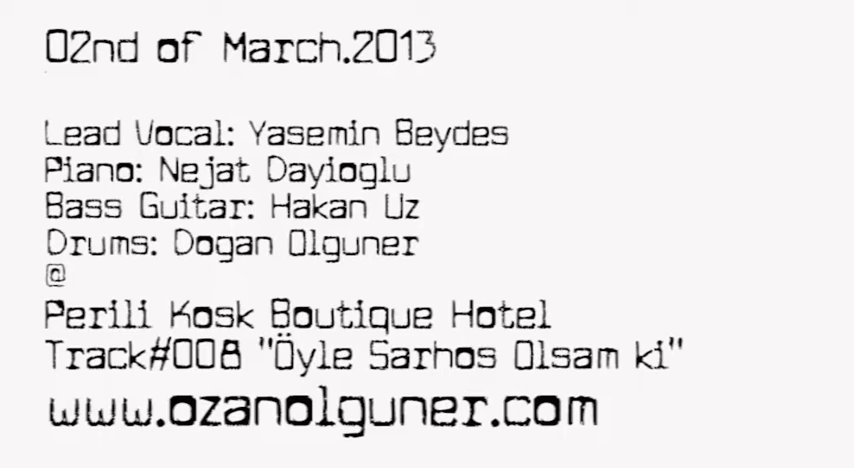 02nd of March.2013
Lead Vocal: Yasemin Beydes
Piano: Nejat Dayioglu
Bass Guitar: Hakan Uz
Drums: Dogan Olguner
@
Perili Kosk Boutique Hotel
Track#008 "Öyle Sarhos Olsam ki"
www.ozanolguner.com